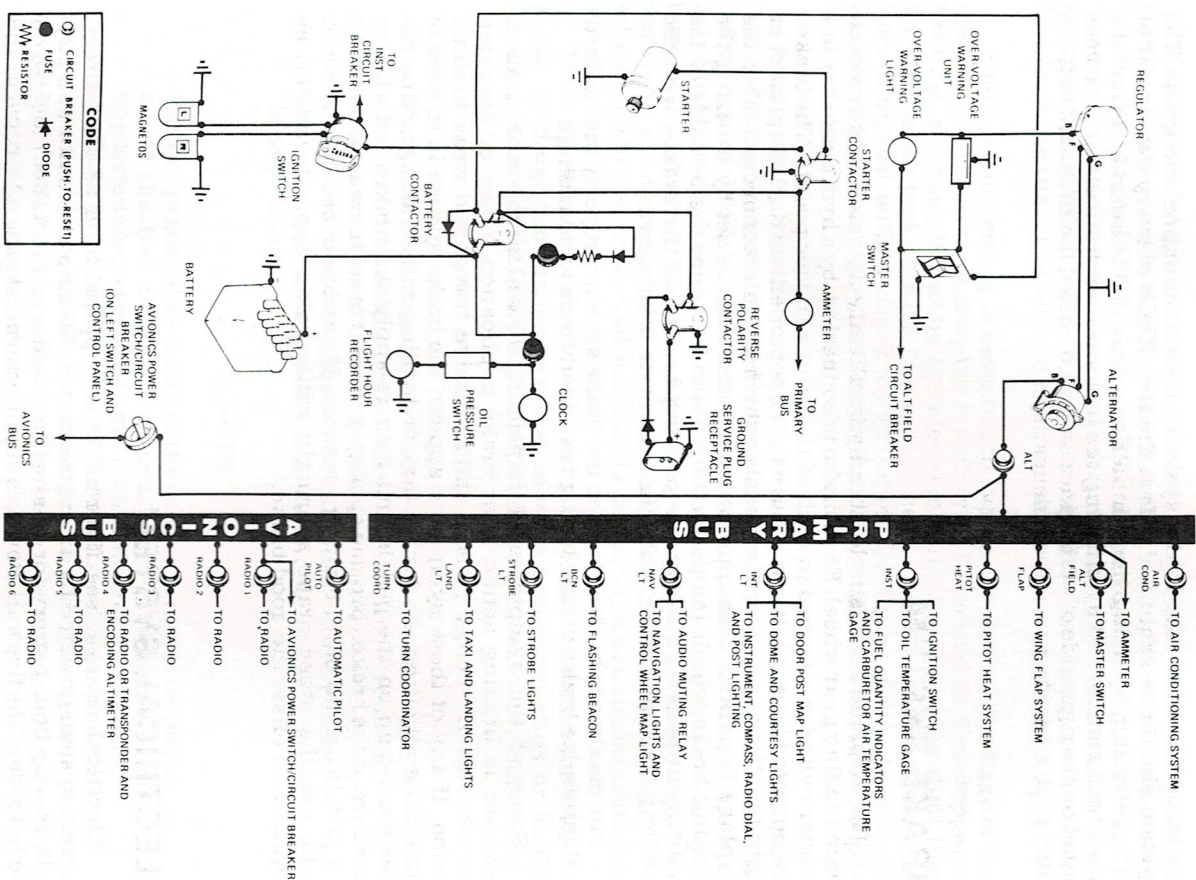 REGULATOR
B
F
G
OVER-VOLTAGE
WARNING
UNIT
OVER-VOLTAGE
WARNING
LIGHT
MASTER
SWITCH
TO ALT FIELD
CIRCUIT BREAKER
G
F
B
ALTERNATOR
ALT
STARTER
STARTER
CONTACTOR
AMMETER
TO
PRIMARY
BUS
REVERSE
POLARITY
CONTACTOR
GROUND
SERVICE PLUG
RECEPTACLE
+
TO
INST
CIRCUIT
BREAKER
IGNITION
SWITCH
L
R
MAGNETOS
BATTERY
CONTACTOR
CLOCK
OIL
PRESSURE
SWITCH
FLIGHT HOUR
RECORDER
BATTERY
+
AVIONICS POWER
SWITCH/CIRCUIT
BREAKER
(ON LEFT SWITCH AND
CONTROL PANEL)
TO
AVIONICS
BUS
CODE
CIRCUIT BREAKER (PUSH-TO-RESET)
FUSE
DIODE
RESISTOR
PRIMARY BUS
AIR
COND
TO AIR CONDITIONING SYSTEM
ALT
FIELD
TO AMMETER
TO MASTER SWITCH
FLAP
TO WING FLAP SYSTEM
PITOT
HEAT
TO PITOT HEAT SYSTEM
INST
TO IGNITION SWITCH
TO OIL TEMPERATURE GAGE
TO FUEL QUANTITY INDICATORS
AND CARBURETOR AIR TEMPERATURE
GAGE
INT
LT
TO DOOR POST MAP LIGHT
TO DOME AND COURTESY LIGHTS
TO INSTRUMENT, COMPASS, RADIO DIAL,
AND POST LIGHTING
NAV
LT
TO AUDIO MUTING RELAY
TO NAVIGATION LIGHTS AND
CONTROL WHEEL MAP LIGHT
BCN
LT
TO FLASHING BEACON
STROBE
LT
TO STROBE LIGHTS
LAND
LT
TO TAXI AND LANDING LIGHTS
TURN
COORD
TO TURN COORDINATOR
AVIONICS BUS
AUTO
PILOT
TO AUTOMATIC PILOT
TO AVIONICS POWER SWITCH/CIRCUIT BREAKER
RADIO 1
TO RADIO
RADIO 2
TO RADIO
RADIO 3
TO RADIO
RADIO 4
TO RADIO OR TRANSPONDER AND
ENCODING ALTIMETER
RADIO 5
TO RADIO
RADIO 6
TO RADIO